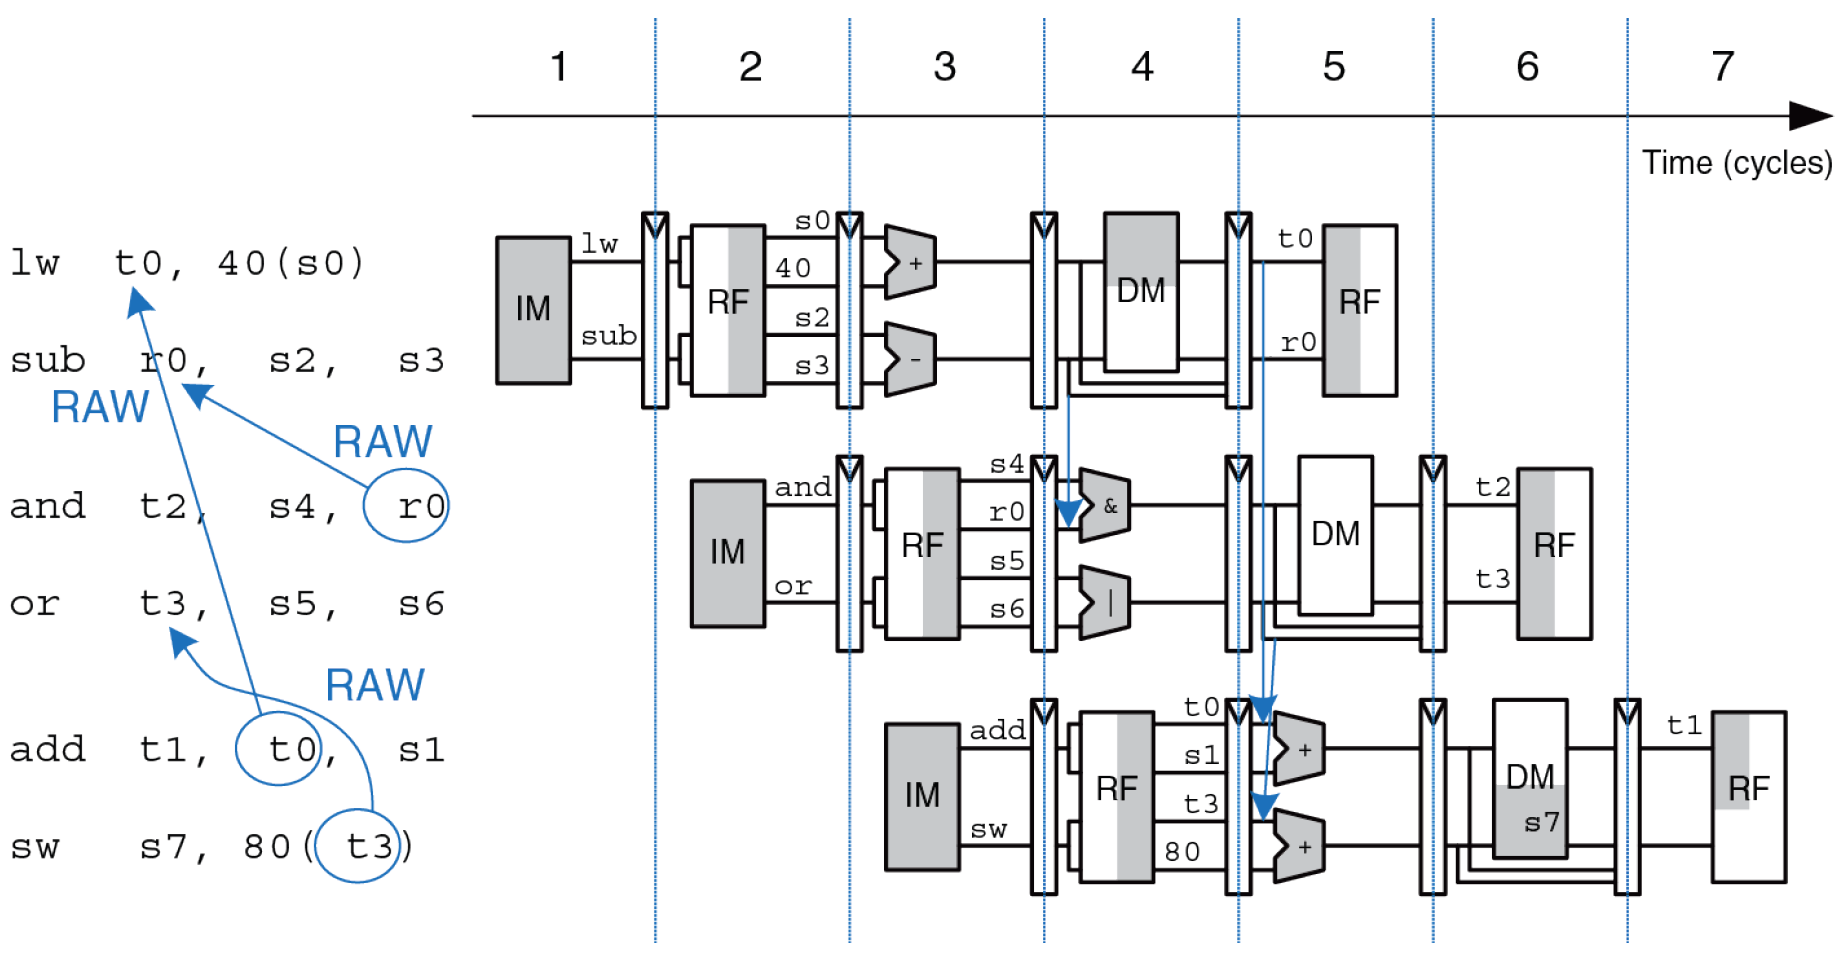 1 2 3 4 5 6 7
Time (cycles)
lw t0, 40(s0)
sub r0, s2, s3
RAW
RAW
and t2, s4, r0
or t3, s5, s6
RAW
add t1, t0, s1
sw s7, 80(t3)
IM
lw
sub
RF
s0
40
s2
s3
+
-
DM
t0
r0
RF
IM
and
or
RF
s4
r0
s5
s6
&
|
DM
t2
t3
RF
IM
add
sw
RF
t0
s1
t3
80
+
+
DM
s7
t1
RF